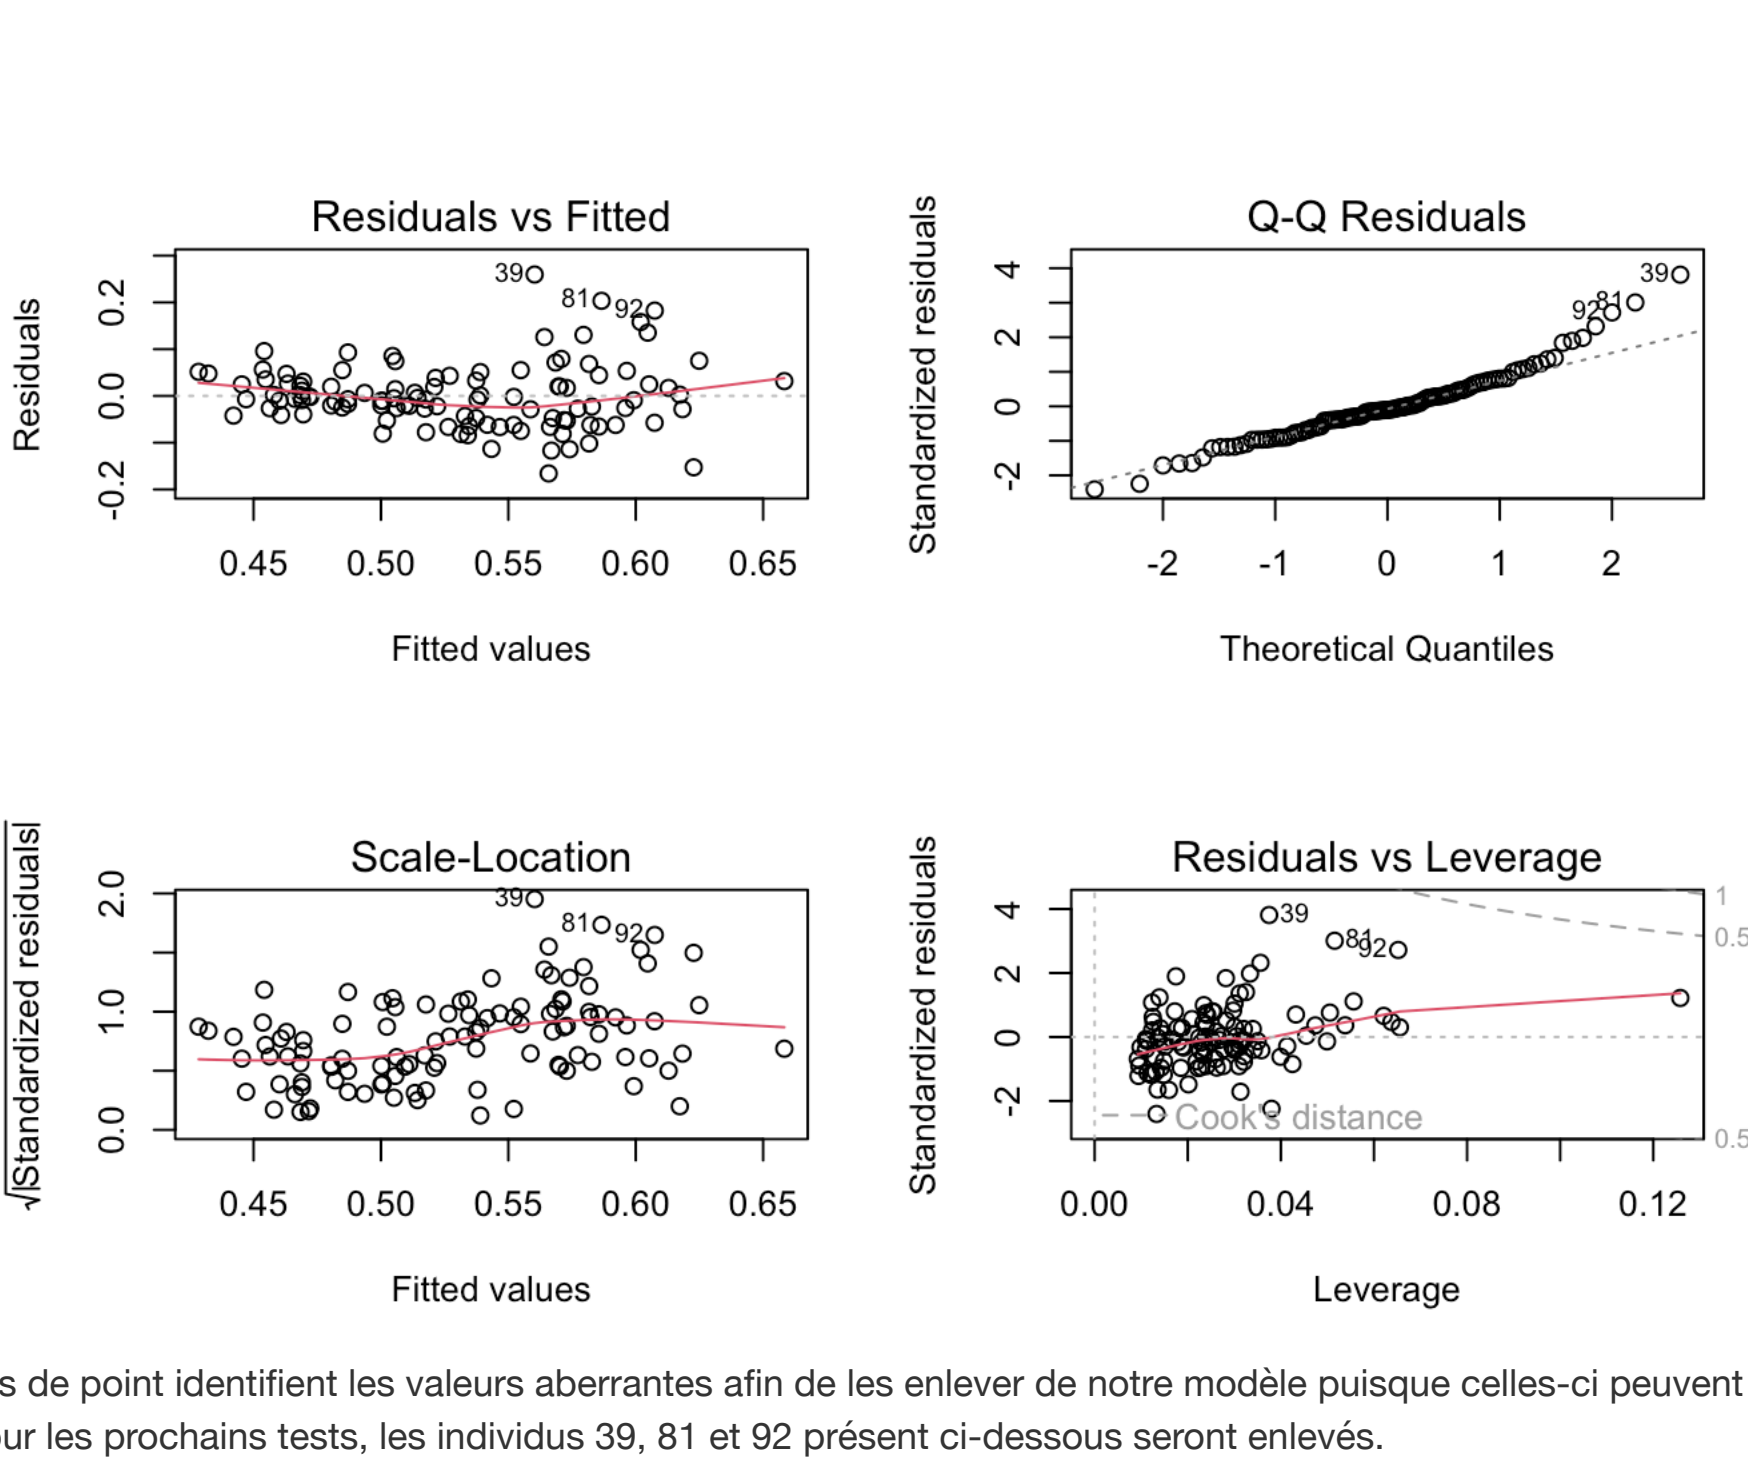 Residuals vs Fitted
Residuals
0.2
0.0
-0.2
39
81
92
0.45 0.50 0.55 0.60 0.65
Fitted values
Q-Q Residuals
Standardized residuals
4
2
0
-2
39
81
92
-2 -1 0 1 2
Theoretical Quantiles
Scale-Location
√|Standardized residuals|
2.0
1.0
0.0
39
81
92
0.45 0.50 0.55 0.60 0.65
Fitted values
Residuals vs Leverage
Standardized residuals
4
2
0
-2
39
81
92
Cook's distance
1
0.5
0.5
0.00 0.04 0.08 0.12
Leverage
s de point identifient les valeurs aberrantes afin de les enlever de notre modèle puisque celles-ci peuvent
ur les prochains tests, les individus 39, 81 et 92 présent ci-dessous seront enlevés.